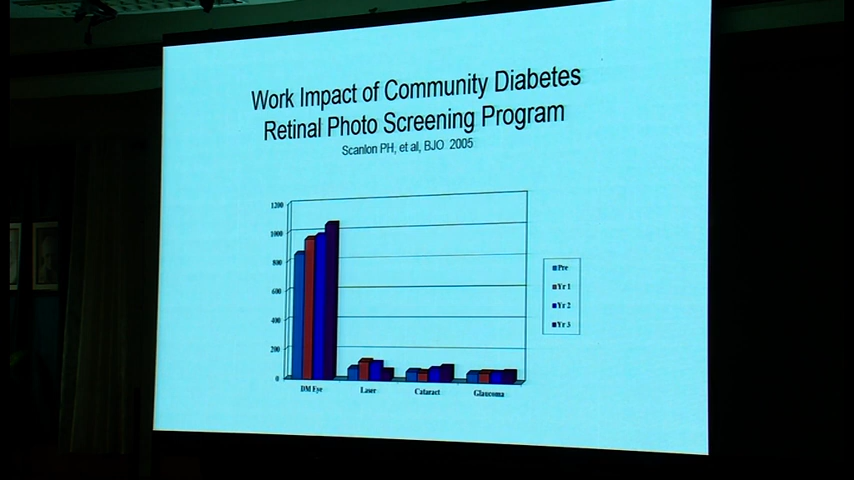 Work Impact of Community Diabetes
Retinal Photo Screening Program
Scanlon PH, et al, BJO 2005
1200
1000
800
600
400
200
0
DM Eye
Laser
Cataract
Glaucoma
Pre
Yr 1
Yr 2
Yr 3